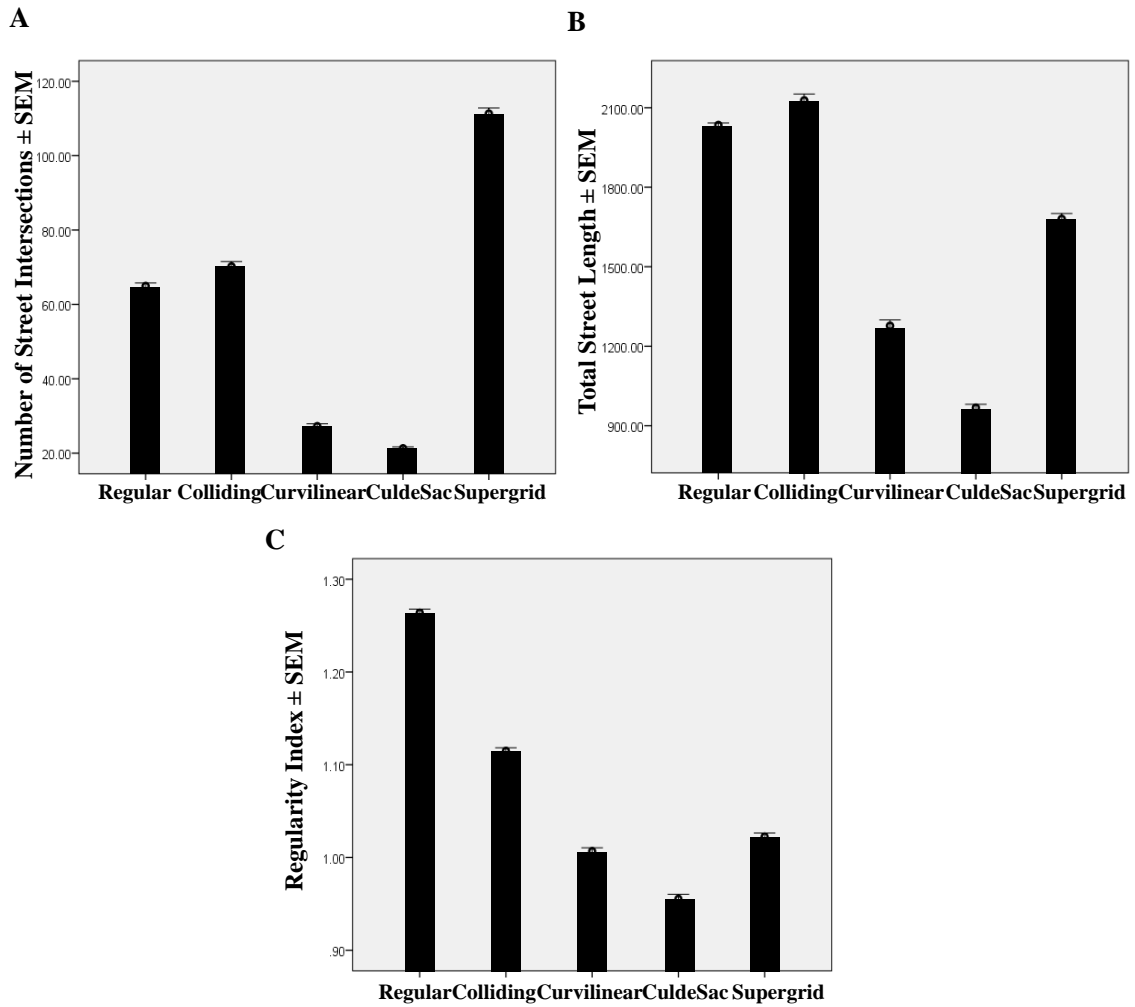 A
Number of Street Intersections ± SEM
120.00
100.00
80.00
60.00
40.00
20.00
Regular Colliding Curvilinear CuldeSac Supergrid
B
Total Street Length ± SEM
2100.00
1800.00
1500.00
1200.00
900.00
Regular Colliding Curvilinear CuldeSac Supergrid
C
Regularity Index ± SEM
1.30
1.20
1.10
1.00
.90
Regular Colliding Curvilinear CuldeSac Supergrid